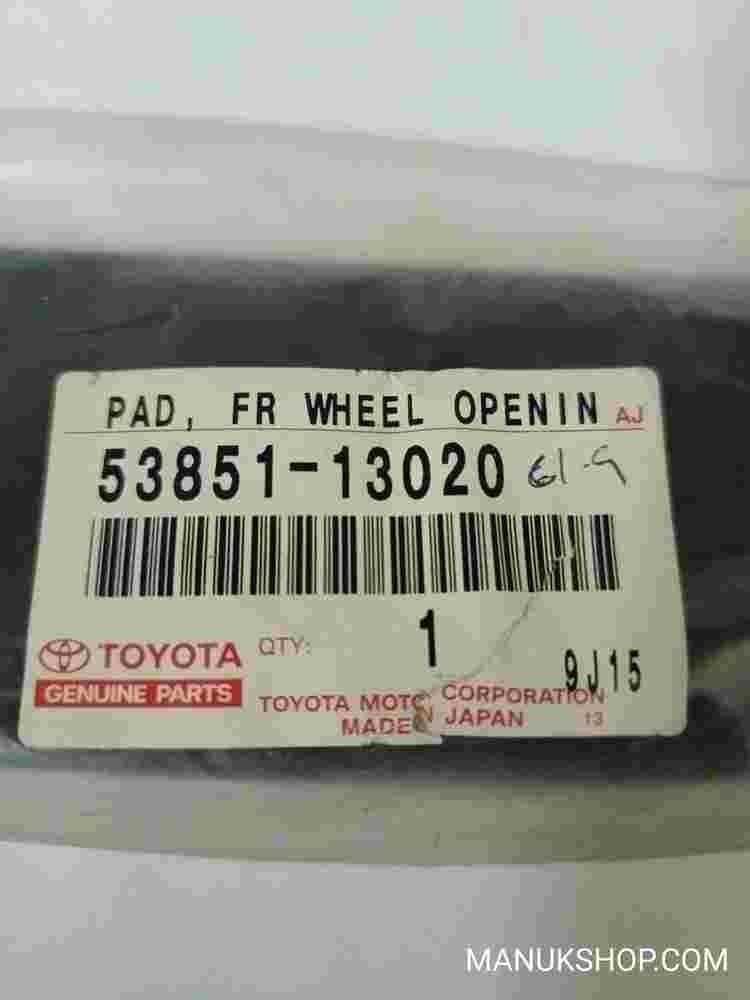 PAD, FR WHEEL OPENIN AJ
53851-13020 61-9
QTY: 1
9J15
TOYOTA
GENUINE PARTS
TOYOTA MOTO CORPORATION
MADE N JAPAN 13
MANUKSHOP.COM